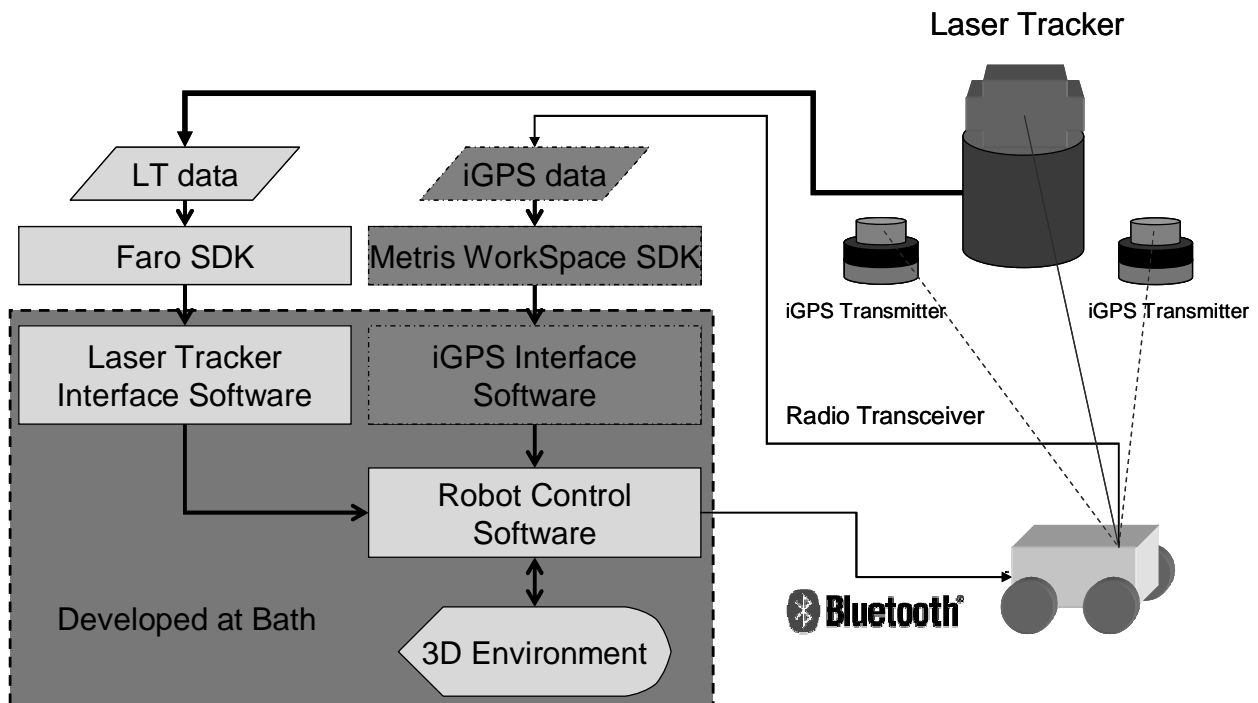 Laser Tracker
LT data
iGPS data
Faro SDK
Metris WorkSpace SDK
iGPS Transmitter
iGPS Transmitter
Laser Tracker
Interface Software
iGPS Interface
Software
Radio Transceiver
Robot Control
Software
Developed at Bath
3D Environment
Bluetooth®